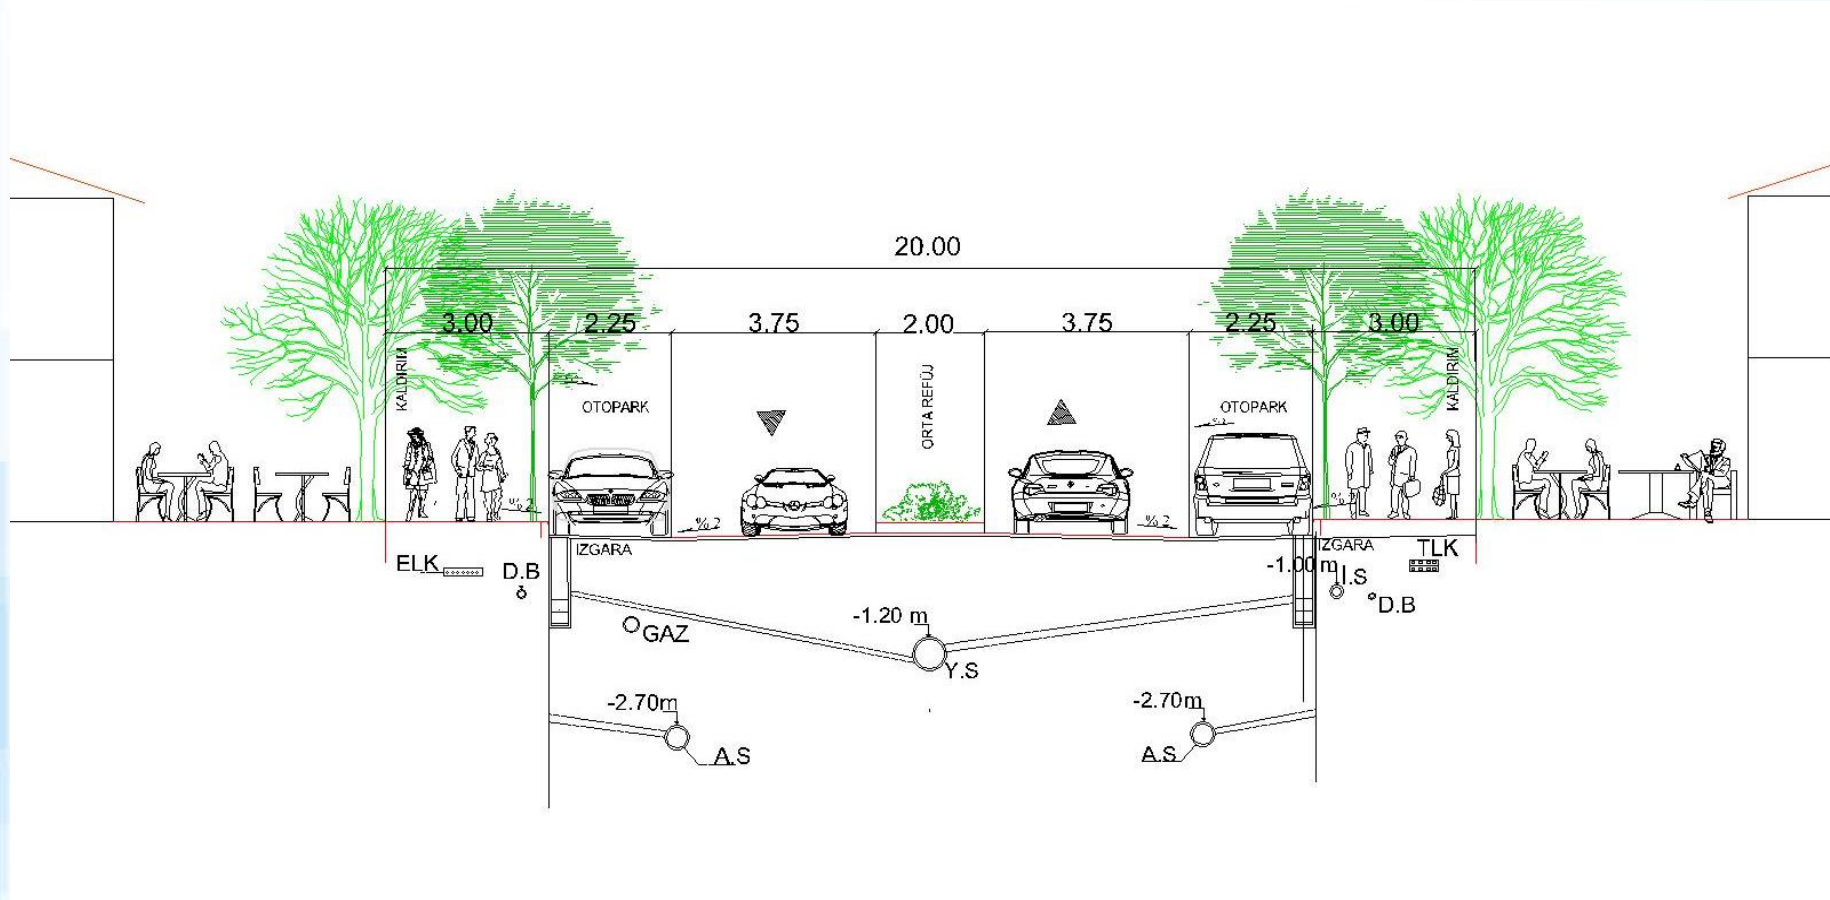 20.00
3.00
2.25
3.75
2.00
3.75
2.25
3.00
KALDIRIM
OTOPARK
ORTA REFÜJ
OTOPARK
KALDIRIM
% 2
% 2
% 2
% 2
IZGARA
IZGARA
ELK
D.B
TLK
-1.00 m
I.S
D.B
GAZ
-1.20 m
Y.S
-2.70m
A.S
-2.70m
A.S